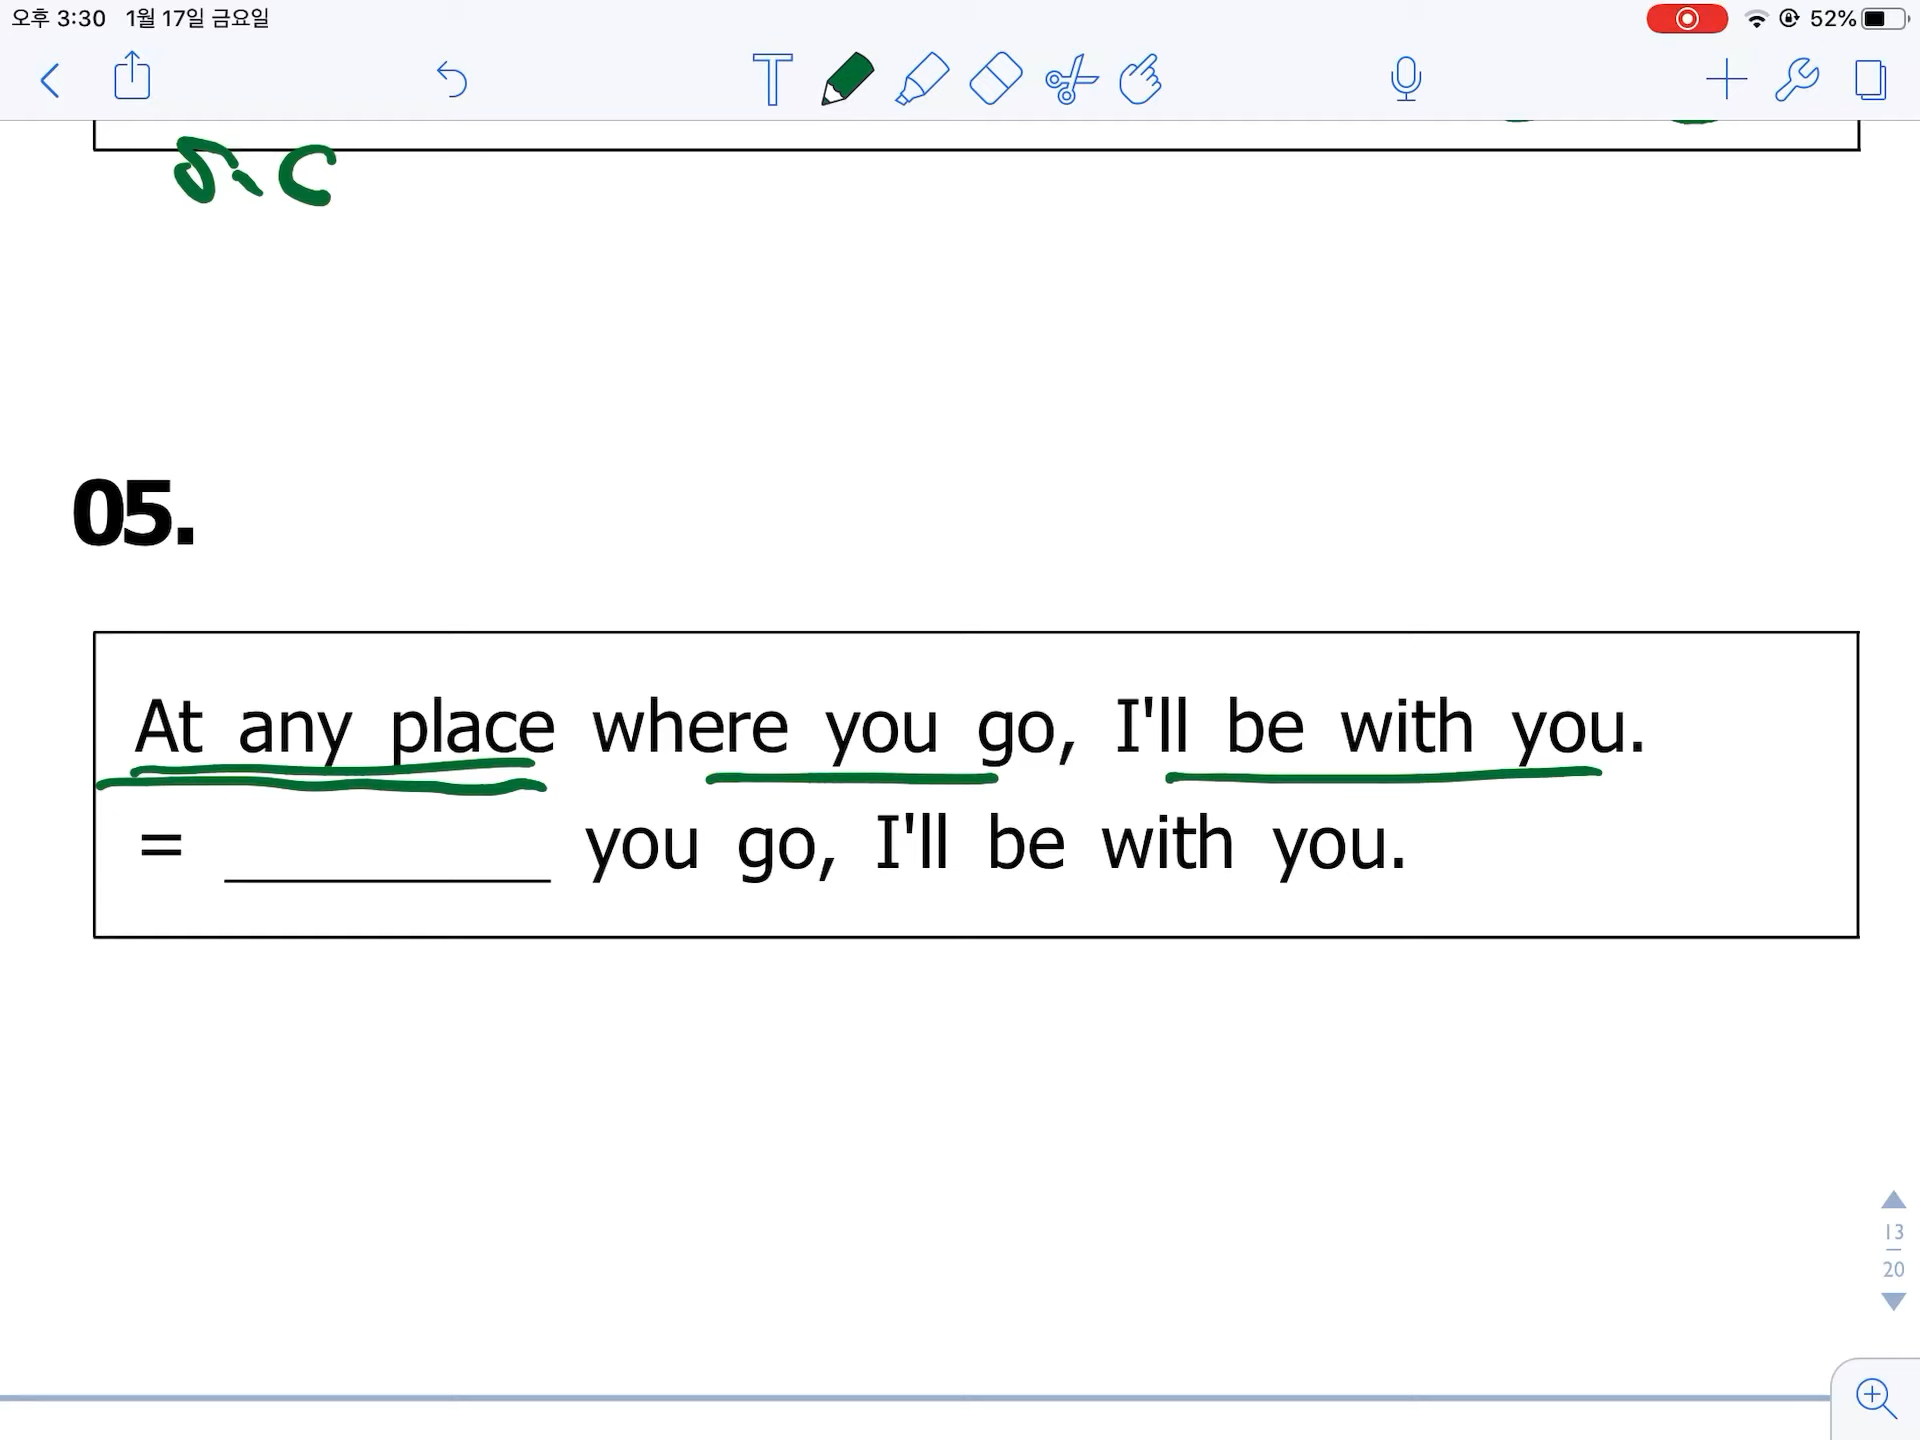 오후 3:30 1월 17일 금요일 52%
T
05.
At any place where you go, I'll be with you.
= __________ you go, I'll be with you.
13
20